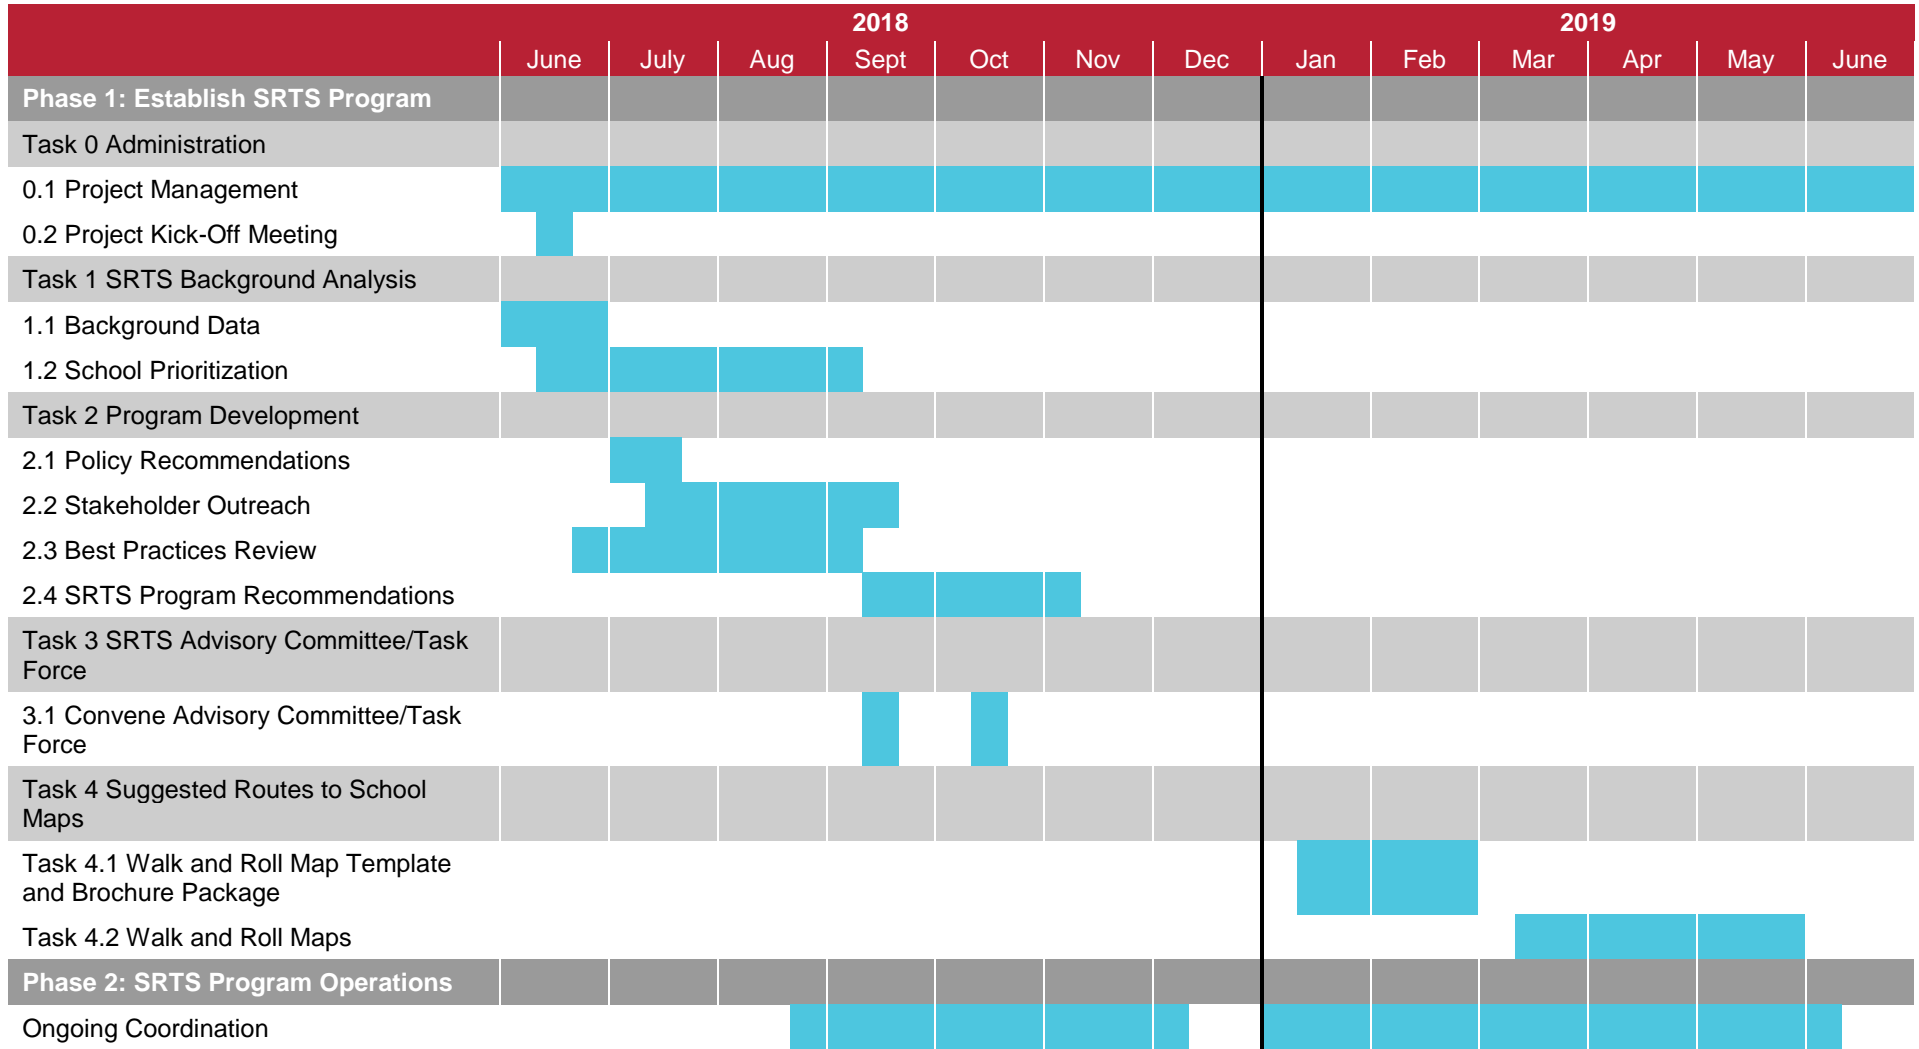 2018 2019
June July Aug Sept Oct Nov Dec Jan Feb Mar Apr May June
Phase 1: Establish SRTS Program
Task 0 Administration
0.1 Project Management
0.2 Project Kick-Off Meeting
Task 1 SRTS Background Analysis
1.1 Background Data
1.2 School Prioritization
Task 2 Program Development
2.1 Policy Recommendations
2.2 Stakeholder Outreach
2.3 Best Practices Review
2.4 SRTS Program Recommendations
Task 3 SRTS Advisory Committee/Task
Force
3.1 Convene Advisory Committee/Task
Force
Task 4 Suggested Routes to School
Maps
Task 4.1 Walk and Roll Map Template
and Brochure Package
Task 4.2 Walk and Roll Maps
Phase 2: SRTS Program Operations
Ongoing Coordination